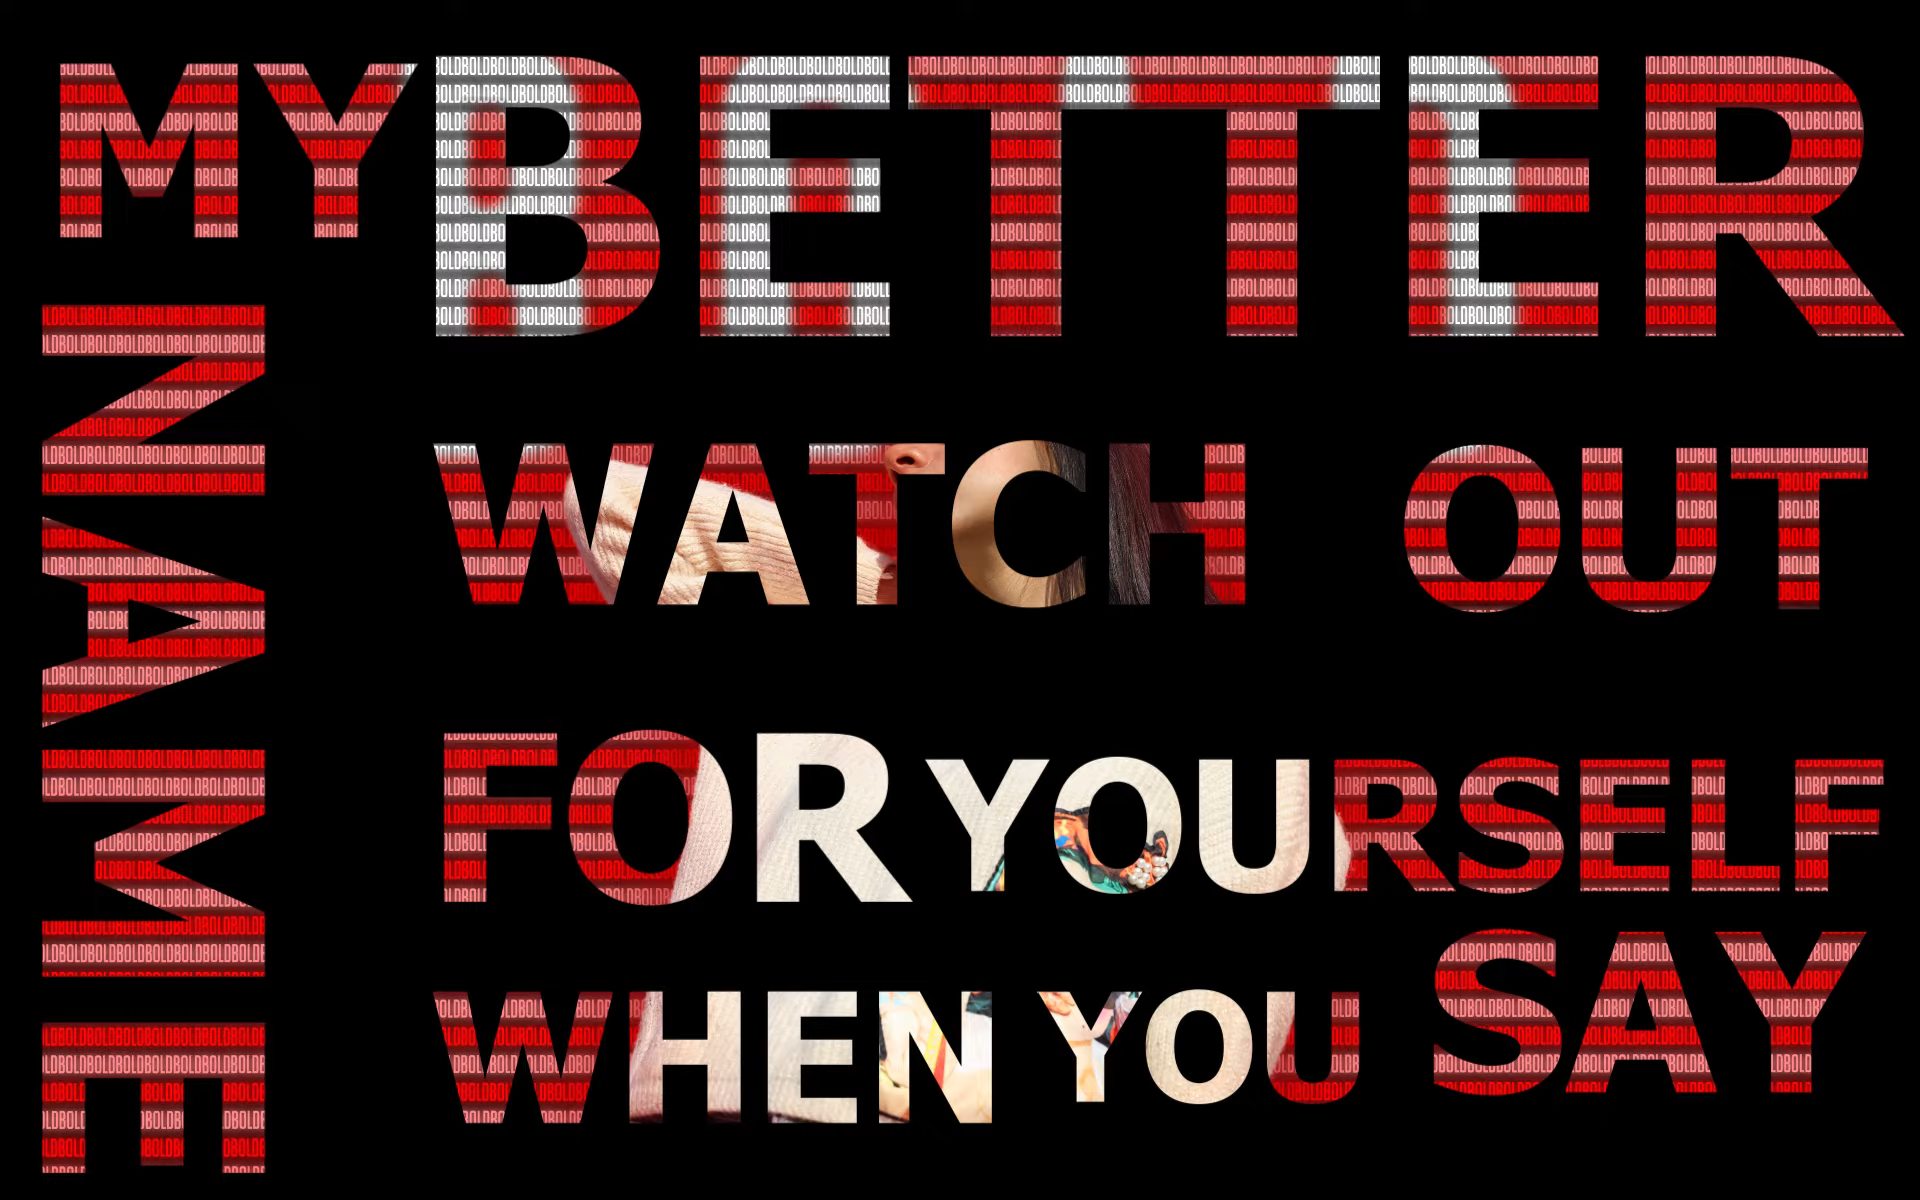 MY BETTER
NAME
WATCH OUT
FOR YOURSELF
WHEN YOU SAY